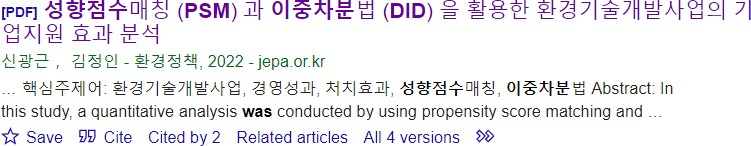 [PDF] 성향점수매칭 (PSM) 과 이중차분법 (DID) 을 활용한 환경기술개발사업의 기
업지원 효과 분석
신광근 , 김정인 - 환경정책, 2022 - jepa.or.kr
... 핵심주제어: 환경기술개발사업, 경영성과, 처치효과, 성향점수매칭, 이중차분법 Abstract: In
this study, a quantitative analysis was conducted by using propensity score matching and ...
Save Cite Cited by 2 Related articles All 4 versions